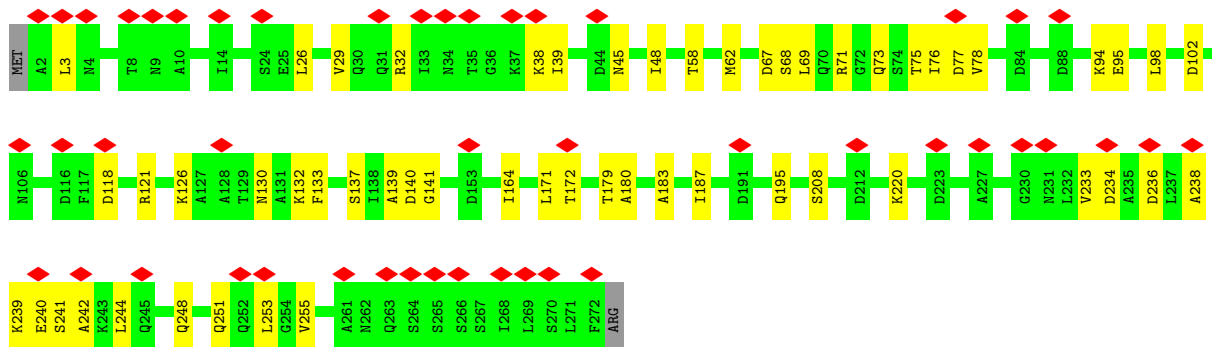 MET A2 L3 N4 T8 N9 A10 I14 S24 E25 L26 V29 Q30 Q31 R32 I33 N34 T35 G36 K37 K38 I39 D44 N45 I48 T58 M62 D67 S68 L69 Q70 R71 G72 Q73 S74 T75 I76 D77 V78 D84 D88 K94 E95 L98 D102
N106 D116 F117 D118 R121 K126 A127 A128 T129 N130 A131 K132 F133 S137 I138 A139 D140 G141 D153 I164 L171 T172 T179 A180 A183 I187 D191 Q195 S208 D212 K220 D223 A227 G230 N231 L232 V233 D234 A235 D236 L237 A238
K239 E240 S241 A242 K243 L244 Q245 Q248 Q251 Q252 L253 G254 V255 A261 N262 Q263 S264 S265 S266 S267 I268 L269 S270 L271 F272 ARG